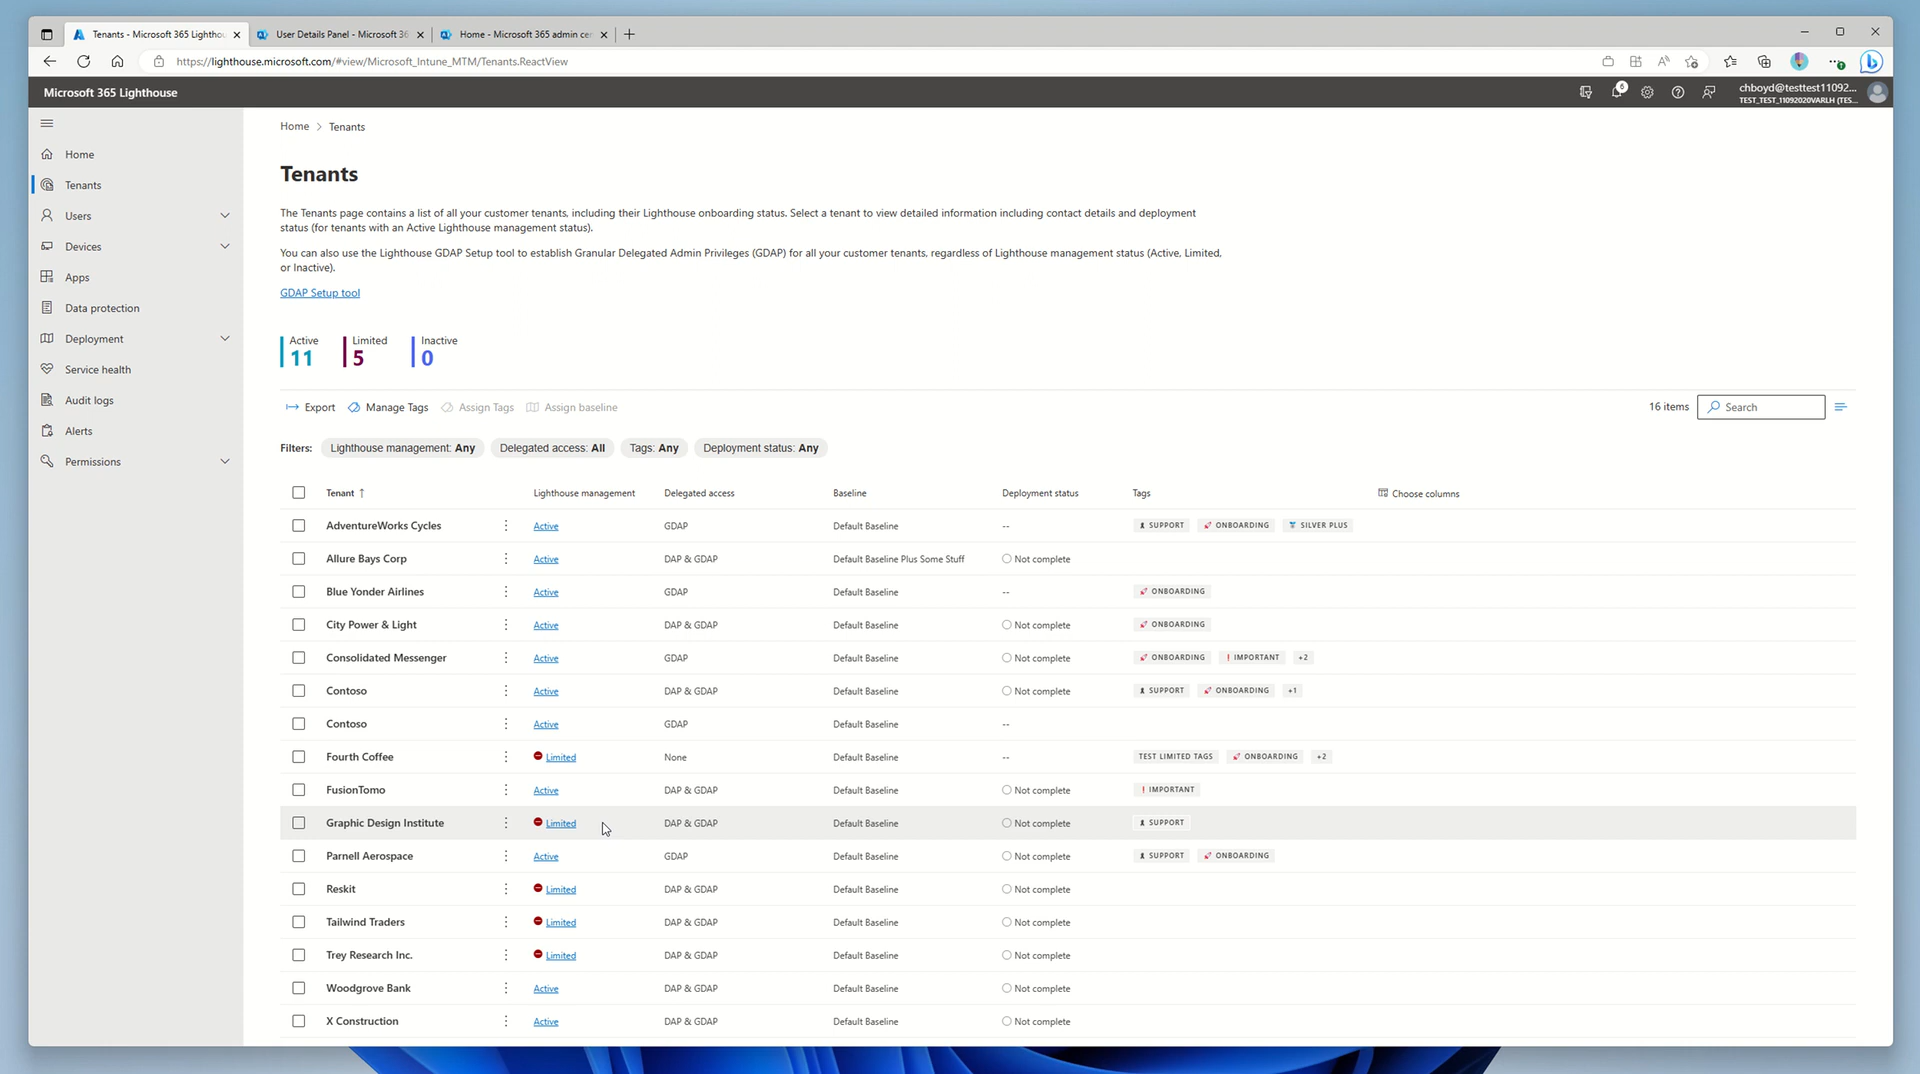 Tenants - Microsoft 365 Lighthou
User Details Panel - Microsoft 36
Home - Microsoft 365 admin cer
https://lighthouse.microsoft.com/#view/Microsoft_Intune_MTM/Tenants.ReactView
Microsoft 365 Lighthouse
6
chboyd@testtest11092...
TEST_TEST_11092020VARLH (TES...
Home
Tenants
Users
Devices
Apps
Data protection
Deployment
Service health
Audit logs
Alerts
Permissions
Home > Tenants
Tenants
The Tenants page contains a list of all your customer tenants, including their Lighthouse onboarding status. Select a tenant to view detailed information including contact details and deployment
status (for tenants with an Active Lighthouse management status).
You can also use the Lighthouse GDAP Setup tool to establish Granular Delegated Admin Privileges (GDAP) for all your customer tenants, regardless of Lighthouse management status (Active, Limited,
or Inactive).
GDAP Setup tool
Active Limited Inactive
11 5 0
Export Manage Tags Assign Tags Assign baseline 16 items Search
Filters: Lighthouse management: Any Delegated access: All Tags: Any Deployment status: Any
Tenant ↑ Lighthouse management Delegated access Baseline Deployment status Tags Choose columns
AdventureWorks Cycles Active GDAP Default Baseline -- SUPPORT ONBOARDING SILVER PLUS
Allure Bays Corp Active DAP & GDAP Default Baseline Plus Some Stuff Not complete
Blue Yonder Airlines Active GDAP Default Baseline -- ONBOARDING
City Power & Light Active DAP & GDAP Default Baseline Not complete ONBOARDING
Consolidated Messenger Active GDAP Default Baseline Not complete ONBOARDING IMPORTANT +2
Contoso Active DAP & GDAP Default Baseline Not complete SUPPORT ONBOARDING +1
Contoso Active GDAP Default Baseline --
Fourth Coffee Limited None Default Baseline -- TEST LIMITED TAGS ONBOARDING +2
FusionTomo Active DAP & GDAP Default Baseline Not complete IMPORTANT
Graphic Design Institute Limited DAP & GDAP Default Baseline Not complete SUPPORT
Parnell Aerospace Active GDAP Default Baseline Not complete SUPPORT ONBOARDING
Reskit Limited DAP & GDAP Default Baseline Not complete
Tailwind Traders Limited DAP & GDAP Default Baseline Not complete
Trey Research Inc. Limited DAP & GDAP Default Baseline Not complete
Woodgrove Bank Active DAP & GDAP Default Baseline Not complete
X Construction Active DAP & GDAP Default Baseline Not complete